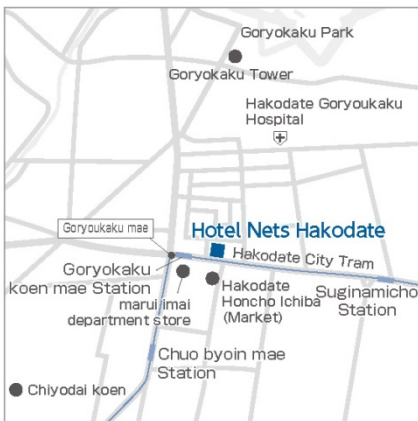 Goryokaku Park
Goryokaku Tower
Hakodate Goryoukaku
Hospital
Goryoukaku mae
Hotel Nets Hakodate
Hakodate City Tram
Goryokaku
koen mae Station
marui imai
department store
Hakodate
Honcho Ichiba
(Market)
Suginamicho
Station
Chuo byoin mae
Station
Chiyodai koen